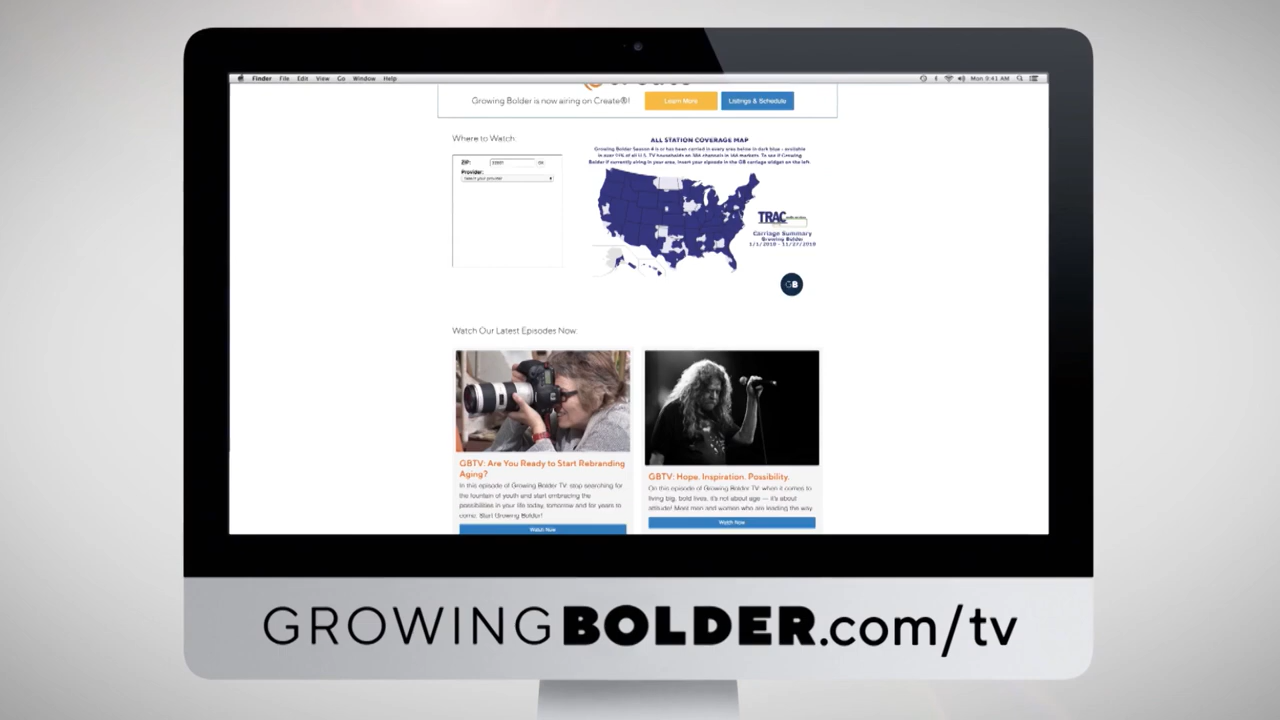 Finder File Edit View Go Window Help Mon 9:41 AM
Growing Bolder is now airing on Create®! Learn More Listings & Schedule
Where to Watch:
ZIP:
Provider:
Select your provider
ALL STATION COVERAGE MAP
TRAC
Carriage Summary
Growing Bolder
GB
Watch Our Latest Episodes Now:
GBTV: Are You Ready to Start Rebranding
Aging?
In this episode of Growing Bolder TV: stop searching for
the fountain of youth and start embracing the
possibilities in your life today, tomorrow and for years to
come. Start Growing Bolder!
Watch Now
GBTV: Hope. Inspiration. Possibility.
On this episode of Growing Bolder TV: when it comes to
living big, bold lives, it's not about age — it's about
attitude! Meet men and women who are leading the way
Watch Now
GROWINGBOLDER.com/tv